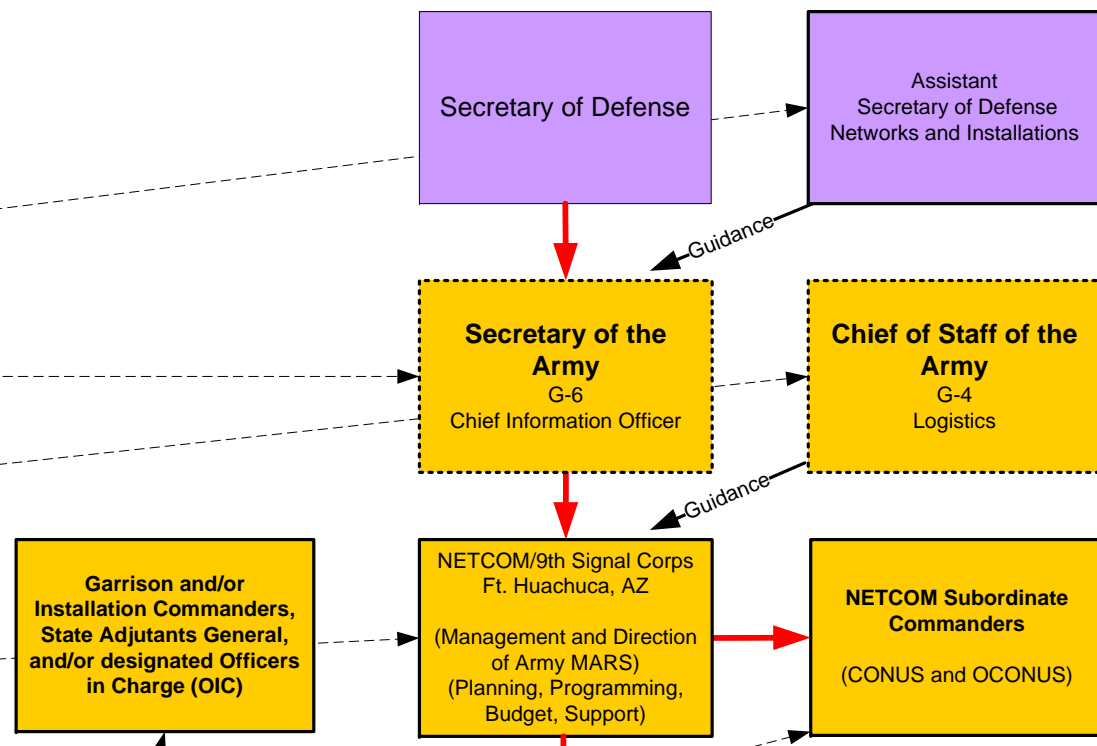 Secretary of Defense
Assistant
Secretary of Defense
Networks and Installations
Guidance
Secretary of the
Army
G-6
Chief Information Officer
Chief of Staff of the
Army
G-4
Logistics
Guidance
Garrison and/or
Installation Commanders,
State Adjutants General,
and/or designated Officers
in Charge (OIC)
NETCOM/9th Signal Corps
Ft. Huachuca, AZ
(Management and Direction
of Army MARS)
(Planning, Programming,
Budget, Support)
NETCOM Subordinate
Commanders
(CONUS and OCONUS)